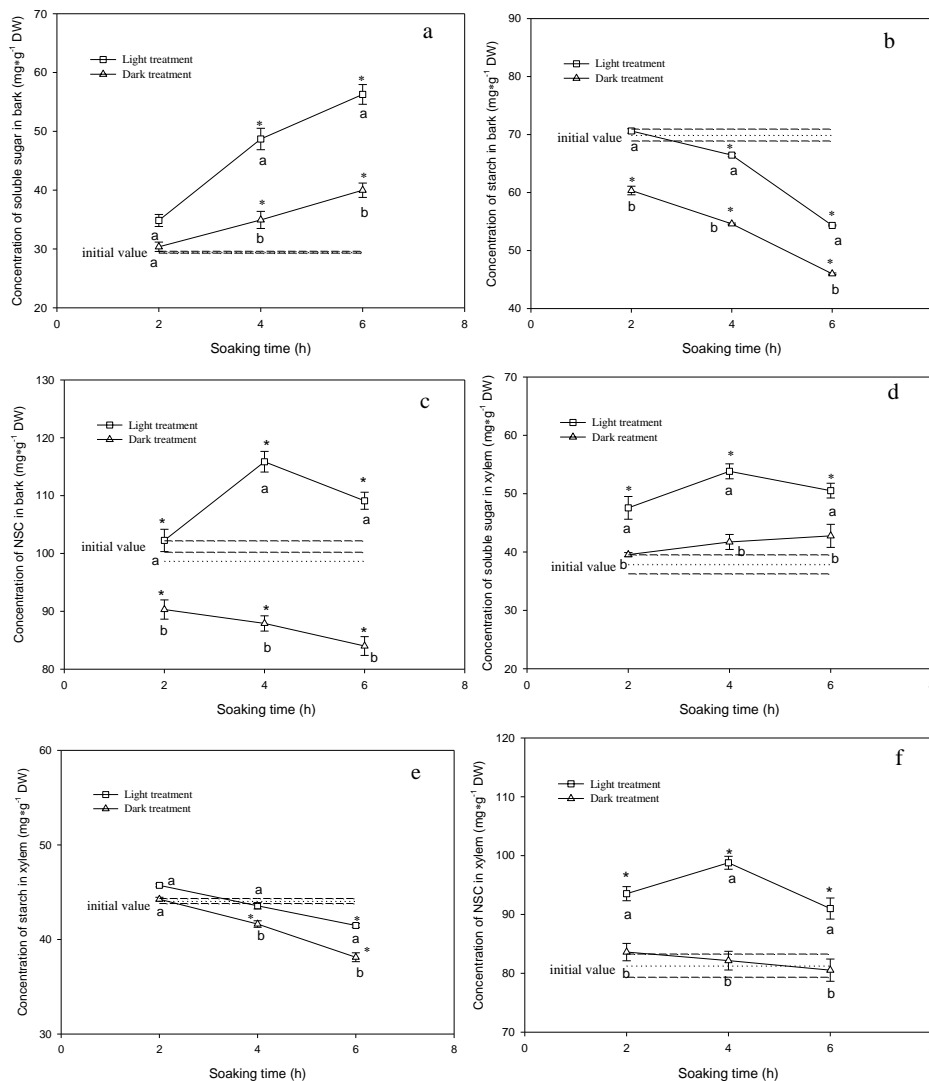 a
Light treatment
Dark treatment
initial value
Concentration of soluble sugar in bark (mg*g-1 DW)
70
60
50
40
30
20
* * * *
a a a
a b b
0 2 4 6 8
Soaking time (h)
b
Light treatment
Dark treatment
initial value
Concentration of starch in bark (mg*g-1 DW)
90
80
70
60
50
40
* * * * *
a a a
b b b
0 2 4 6 8
Soaking time (h)
c
Light treatment
Dark treatment
initial value
Concentration of NSC in bark (mg*g-1 DW)
130
120
110
100
90
80
* * * * * *
a a a
b b b
0 2 4 6 8
Soaking time (h)
d
Light treatment
Dark reatment
initial value
Concentration of soluble sugar in xylem (mg*g-1 DW)
70
60
50
40
30
20
* * *
a a a
b b b
0 2 4 6
Soaking time (h)
e
Light treatment
Dark treatment
initial value
Concentration of starch in xylem (mg*g-1 DW)
60
50
40
30
* * *
a a a
a b b
0 2 4 6 8
Soaking time (h)
f
Light treatment
Dark treatment
initial value
Concentration of NSC in xylem (mg*g-1 DW)
120
110
100
90
80
70
* * *
a a a
b b b
0 2 4 6
Soaking time (h)